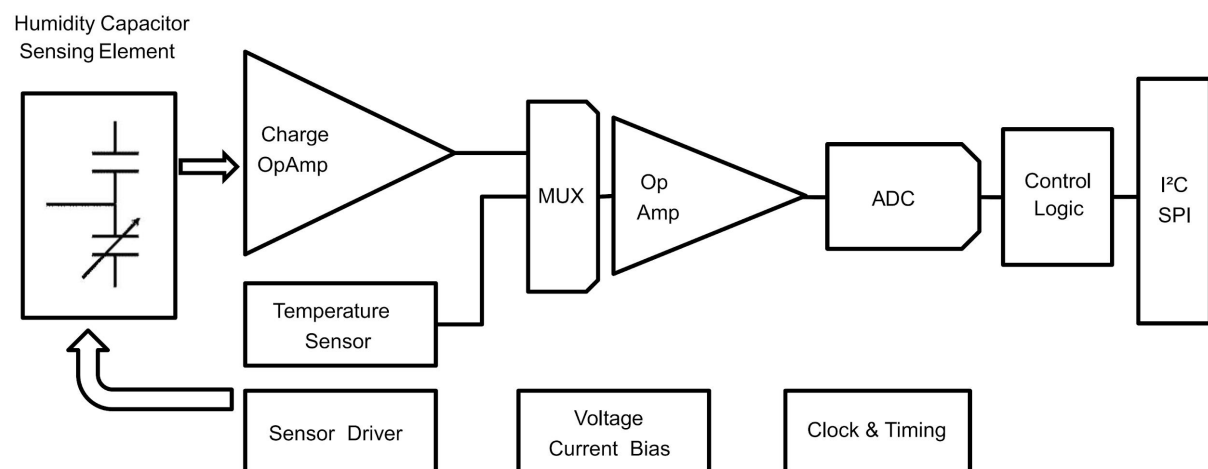 Humidity Capacitor
Sensing Element
Charge
OpAmp
MUX
Op
Amp
ADC
Control
Logic
I²C
SPI
Temperature
Sensor
Sensor Driver
Voltage
Current Bias
Clock & Timing